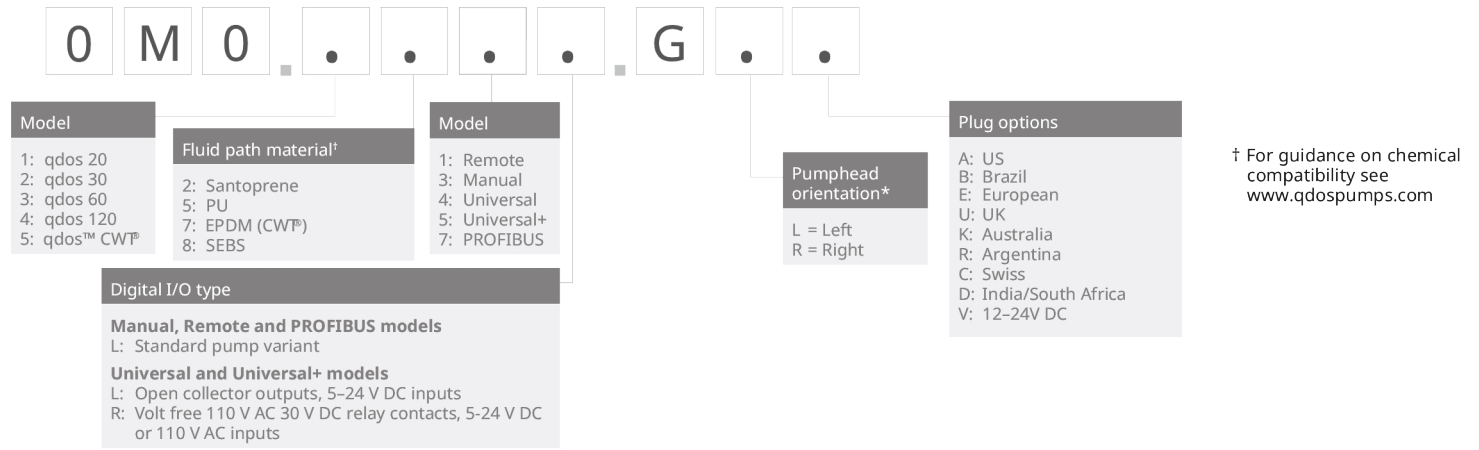 0 M 0 . . . . . . G . .
Model
1: qdos 20
2: qdos 30
3: qdos 60
4: qdos 120
5: qdos™ CWT®
Fluid path material†
2: Santoprene
5: PU
7: EPDM (CWT®)
8: SEBS
Model
1: Remote
3: Manual
4: Universal
5: Universal+
7: PROFIBUS
Digital I/O type
Manual, Remote and PROFIBUS models
L: Standard pump variant
Universal and Universal+ models
L: Open collector outputs, 5–24 V DC inputs
R: Volt free 110 V AC 30 V DC relay contacts, 5-24 V DC
or 110 V AC inputs
Pumphead
orientation*
L = Left
R = Right
Plug options
A: US
B: Brazil
E: European
U: UK
K: Australia
R: Argentina
C: Swiss
D: India/South Africa
V: 12–24V DC
† For guidance on chemical
compatibility see
www.qdospumps.com